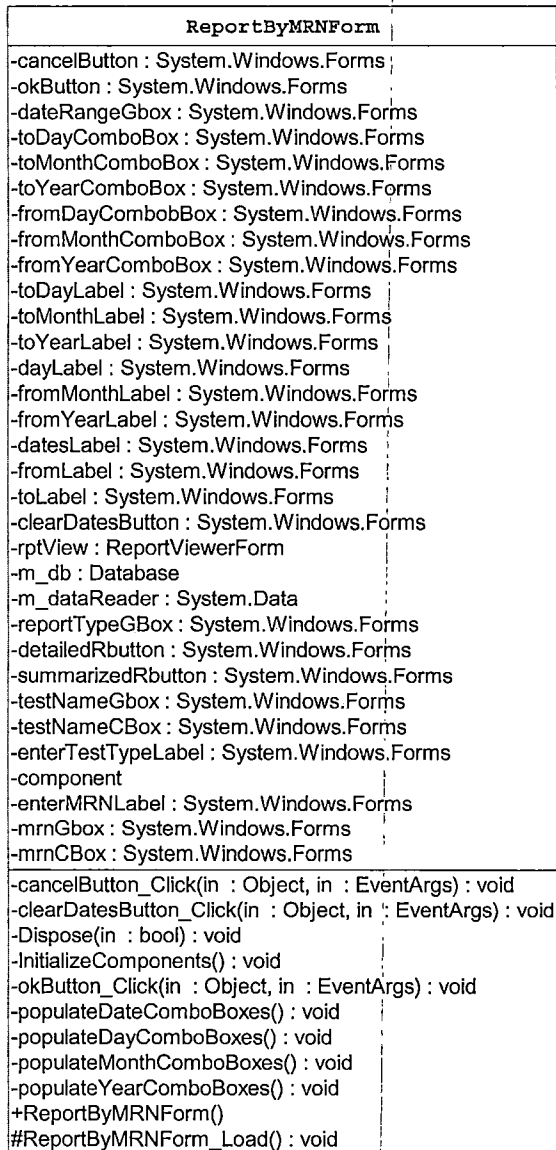 ReportByMRNForm
-cancelButton : System.Windows.Forms
-okButton : System.Windows.Forms
-dateRangeGbox : System.Windows.Forms
-toDayComboBox : System.Windows.Forms
-toMonthComboBox : System.Windows.Forms
-toYearComboBox : System.Windows.Forms
-fromDayCombobBox : System.Windows.Forms
-fromMonthComboBox : System.Windows.Forms
-fromYearComboBox : System.Windows.Forms
-toDayLabel : System.Windows.Forms
-toMonthLabel : System.Windows.Forms
-toYearLabel : System.Windows.Forms
-dayLabel : System.Windows.Forms
-fromMonthLabel : System.Windows.Forms
-fromYearLabel : System.Windows.Forms
-datesLabel : System.Windows.Forms
-fromLabel : System.Windows.Forms
-toLabel : System.Windows.Forms
-clearDatesButton : System.Windows.Forms
-rptView : ReportViewerForm
-m_db : Database
-m_dataReader : System.Data
-reportTypeGBox : System.Windows.Forms
-detailedRbutton : System.Windows.Forms
-summarizedRbutton : System.Windows.Forms
-testNameGbox : System.Windows.Forms
-testNameCBox : System.Windows.Forms
-enterTestTypeLabel : System.Windows.Forms
-component
-enterMRNLabel : System.Windows.Forms
-mrnGbox : System.Windows.Forms
-mrnCBox : System.Windows.Forms
-cancelButton_Click(in : Object, in : EventArgs) : void
-clearDatesButton_Click(in : Object, in : EventArgs) : void
-Dispose(in : bool) : void
-InitializeComponents() : void
-okButton_Click(in : Object, in : EventArgs) : void
-populateDateComboBoxes() : void
-populateDayComboBoxes() : void
-populateMonthComboBoxes() : void
-populateYearComboBoxes() : void
+ReportByMRNForm()
#ReportByMRNForm_Load() : void